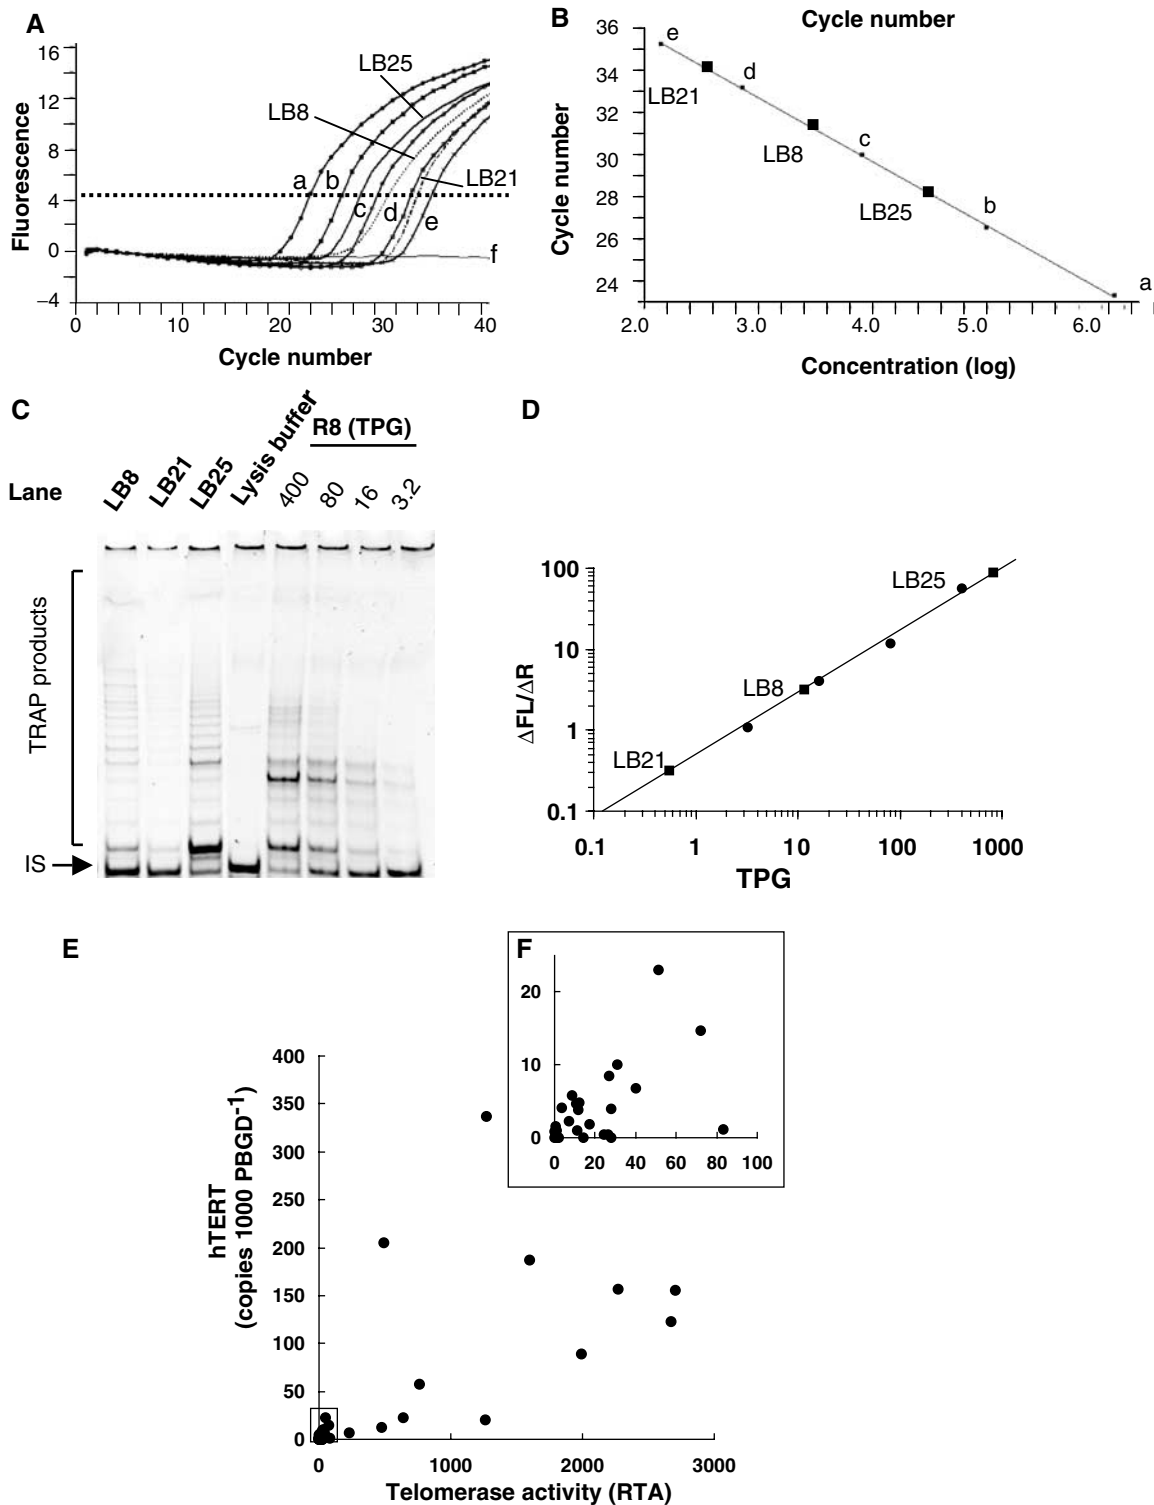 A
16
12
8
4
0
−4
Fluorescence
LB25
LB8
LB21
a
b
c
d
e
f
0
10
20
30
40
Cycle number
B
Cycle number
36
34
32
30
28
26
24
Cycle number
e
d
c
b
a
LB21
LB8
LB25
2.0
3.0
4.0
5.0
6.0
Concentration (log)
C
Lane
LB8
LB21
LB25
Lysis buffer
R8 (TPG)
400
80
16
3.2
TRAP products
IS
D
100
10
1
0.1
ΔFL/ΔR
LB25
LB8
LB21
0.1
1
10
100
1000
TPG
E
400
350
300
250
200
150
100
50
0
hTERT
(copies 1000 PBGD-1)
0
1000
2000
3000
Telomerase activity (RTA)
F
20
10
0
0
20
40
60
80
100